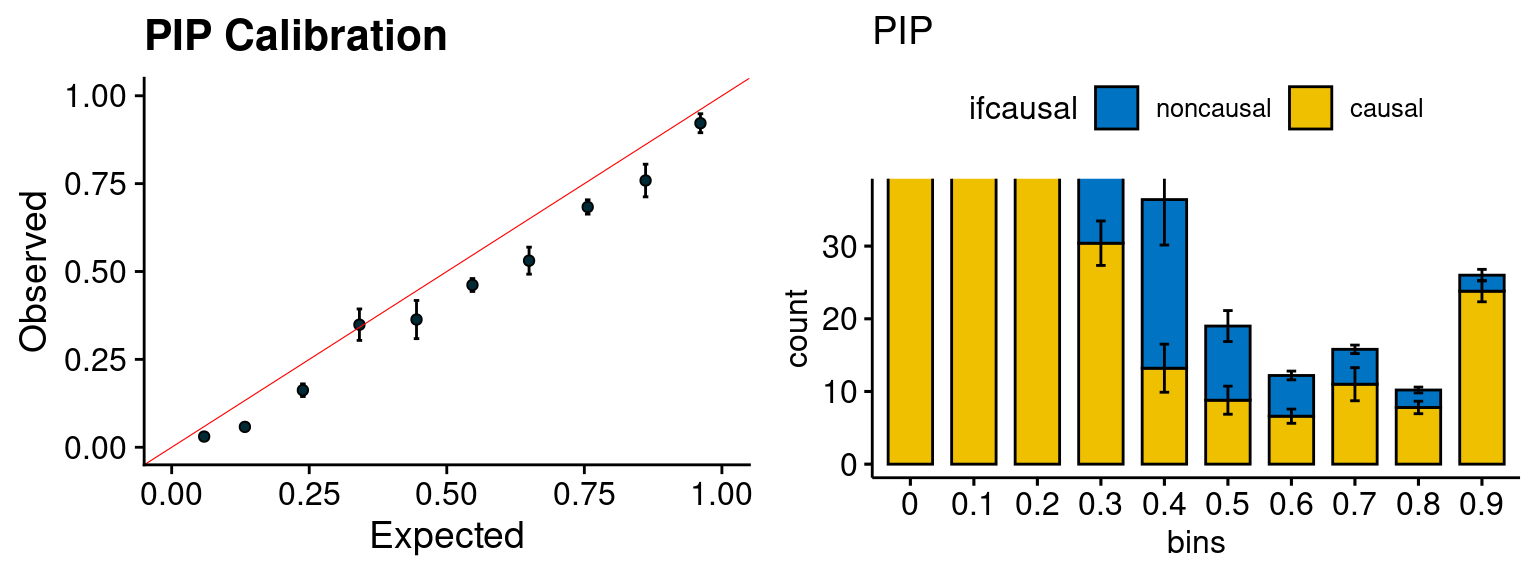 PIP Calibration
1.00
0.75
0.50
0.25
0.00
Observed
0.00 0.25 0.50 0.75 1.00
Expected
PIP
ifcausal noncausal causal
30
20
10
0
count
0 0.1 0.2 0.3 0.4 0.5 0.6 0.7 0.8 0.9
bins